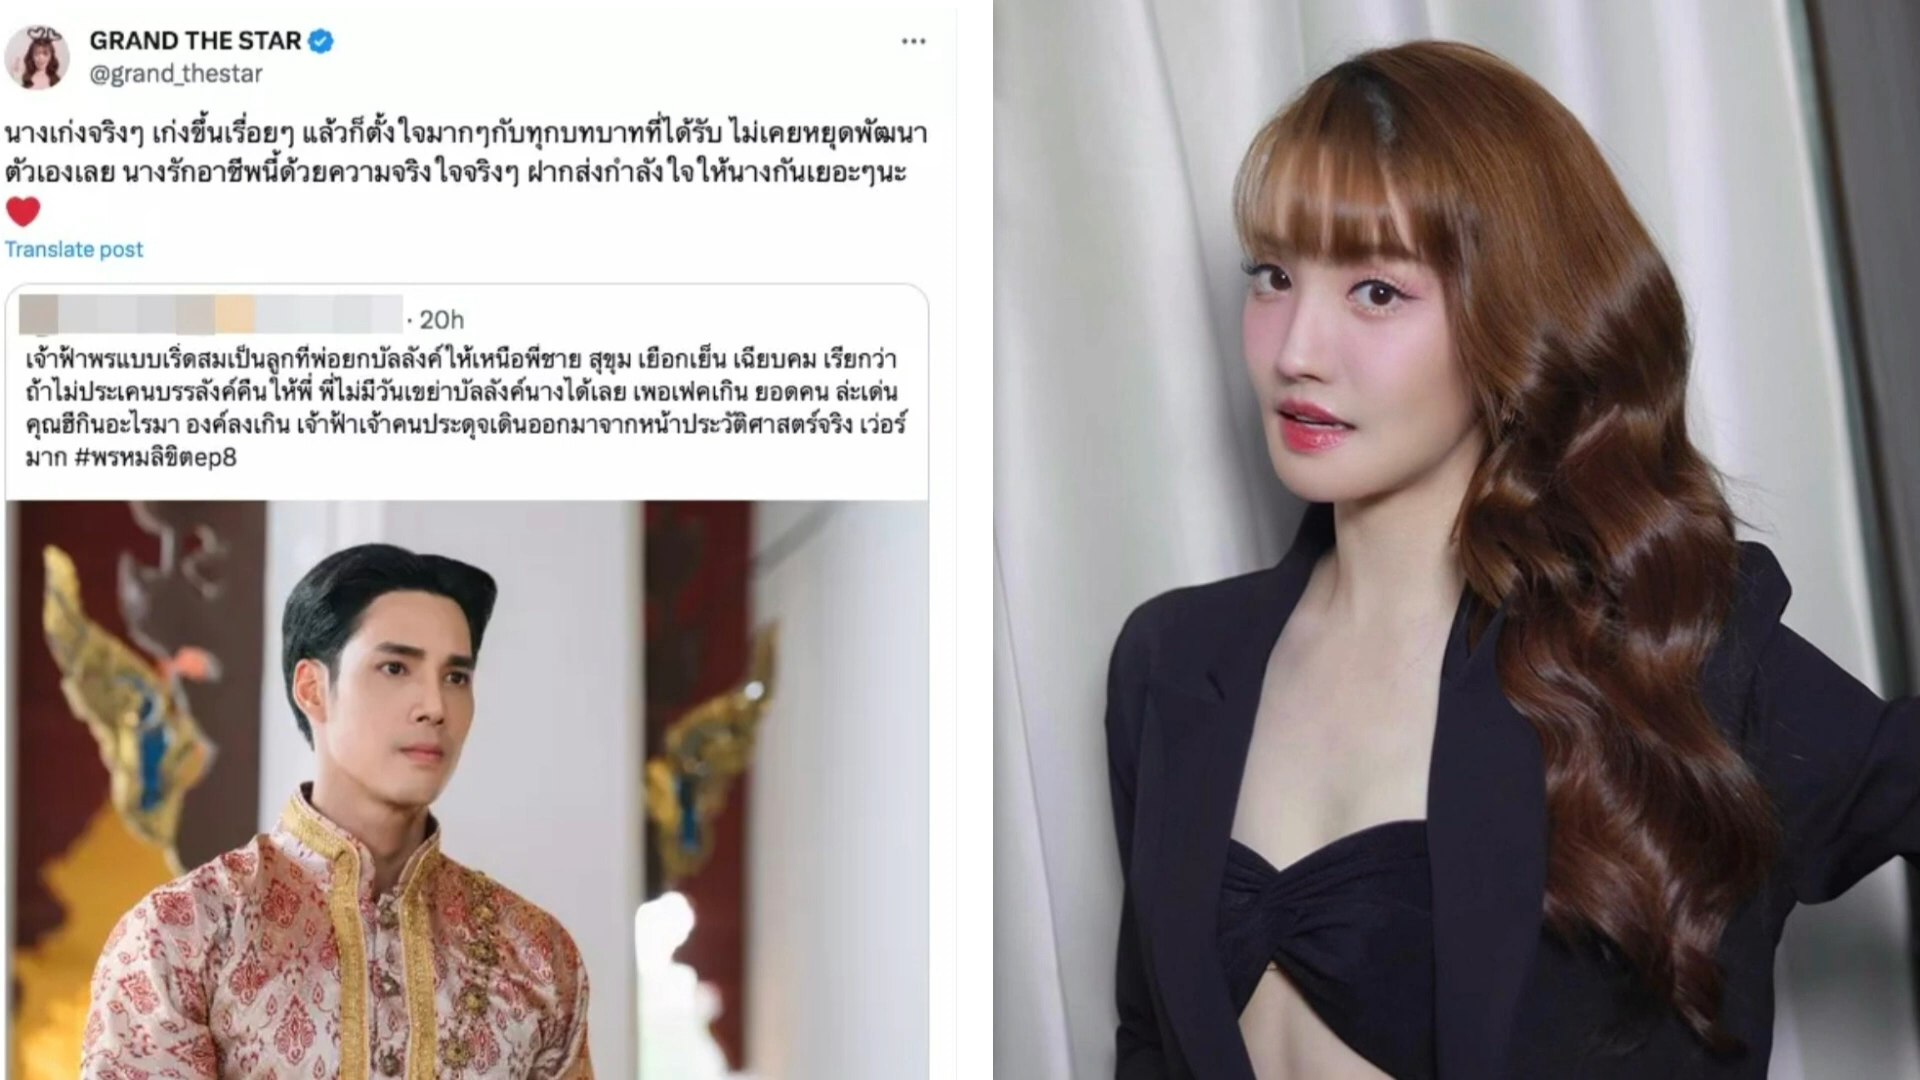 GRAND THE STAR
@grand_thestar
นางเก่งจริงๆ เก่งขึ้นเรื่อยๆ แล้วก็ตั้งใจมากๆกับทุกบทบาทที่ได้รับ ไม่เคยหยุดพัฒนา
ตัวเองเลย นางรักอาชีพนี้ด้วยความจริงใจจริงๆ ฝากส่งกำลังใจให้นางกันเยอะๆนะ
❤️
Translate post
· 20h
เจ้าฟ้าพรแบบเริ่ดสมเป็นลูกที่พ่อยกบัลลังค์ให้เหนือพี่ชาย สุขุม เยือกเย็น เฉียบคม เรียกว่า
ถ้าไม่ประเคนบรรลังค์คืนให้พี่ พี่ไม่มีวันเขย่าบัลลังค์นางได้เลย เพอเฟคเกิน ยอดคน ล่ะเด่น
คุณฮีกินอะไรมา องค์ลงเกิน เจ้าฟ้าเจ้าคนประดุจเดินออกมาจากหน้าประวัติศาสตร์จริง เว่อร์
มาก #พรหมลิขิตep8